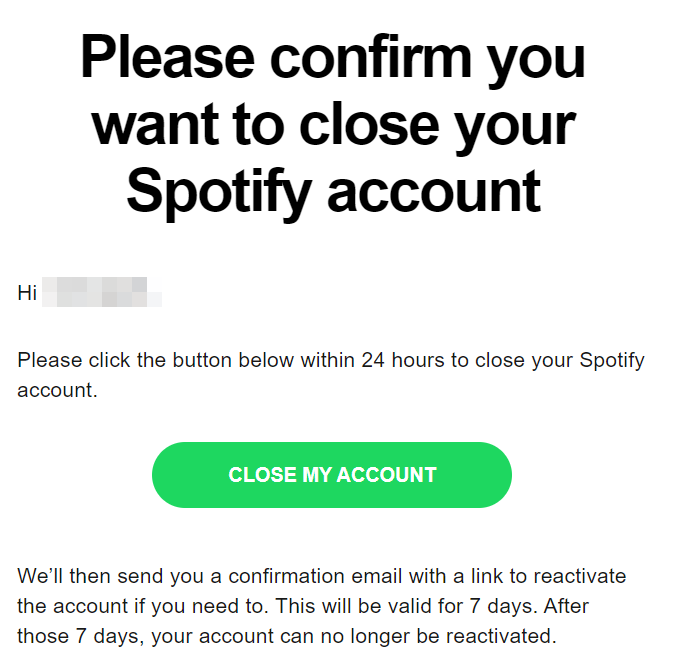 Please confirm you
want to close your
Spotify account
Hi
Please click the button below within 24 hours to close your Spotify
account.
CLOSE MY ACCOUNT
We’ll then send you a confirmation email with a link to reactivate
the account if you need to. This will be valid for 7 days. After
those 7 days, your account can no longer be reactivated.